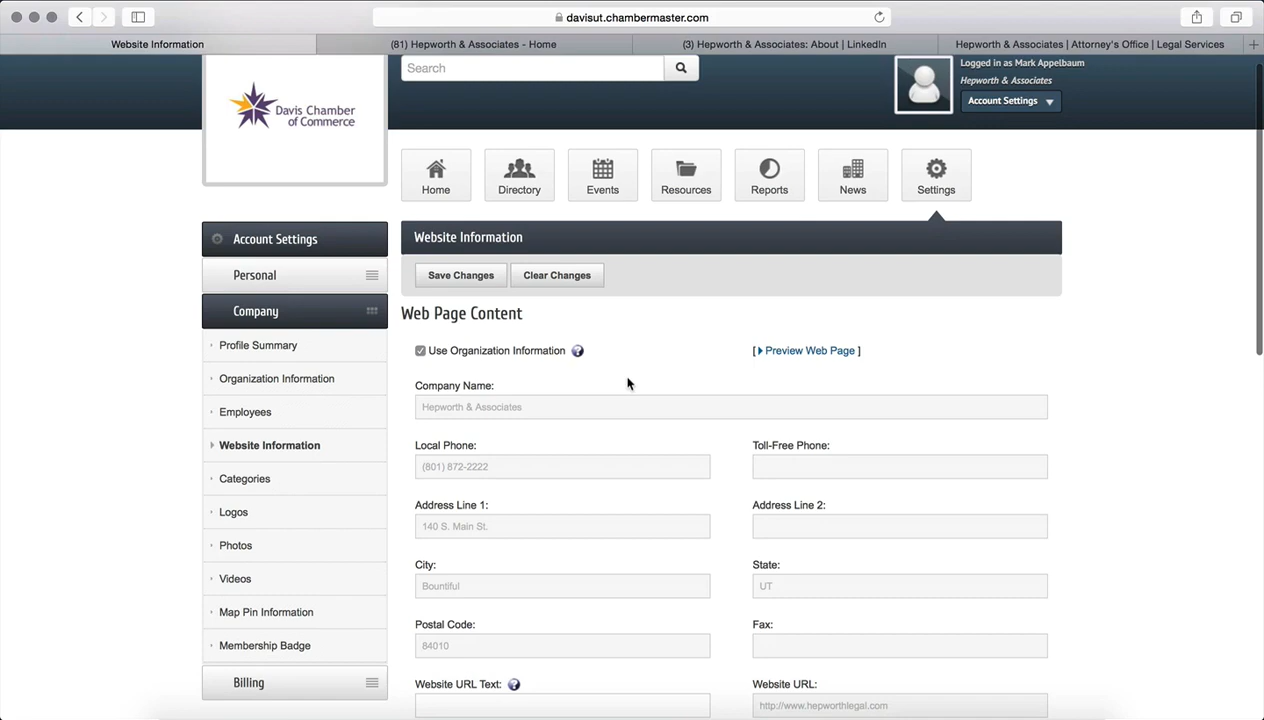 davisut.chambermaster.com
Website Information
(81) Hepworth & Associates - Home
(3) Hepworth & Associates: About | LinkedIn
Hepworth & Associates | Attorney's Office | Legal Services
Davis Chamber
of Commerce
Search
Logged in as Mark Appelbaum
Hepworth & Associates
Account Settings
Home
Directory
Events
Resources
Reports
News
Settings
Account Settings
Personal
Company
Profile Summary
Organization Information
Employees
Website Information
Categories
Logos
Photos
Videos
Map Pin Information
Membership Badge
Billing
Website Information
Save Changes
Clear Changes
Web Page Content
Use Organization Information ?
[ Preview Web Page ]
Company Name:
Hepworth & Associates
Local Phone:
Toll-Free Phone:
(801) 872-2222
Address Line 1:
Address Line 2:
140 S. Main St.
City:
State:
Bountiful
UT
Postal Code:
Fax:
84010
Website URL Text: ?
Website URL:
http://www.hepworthlegal.com